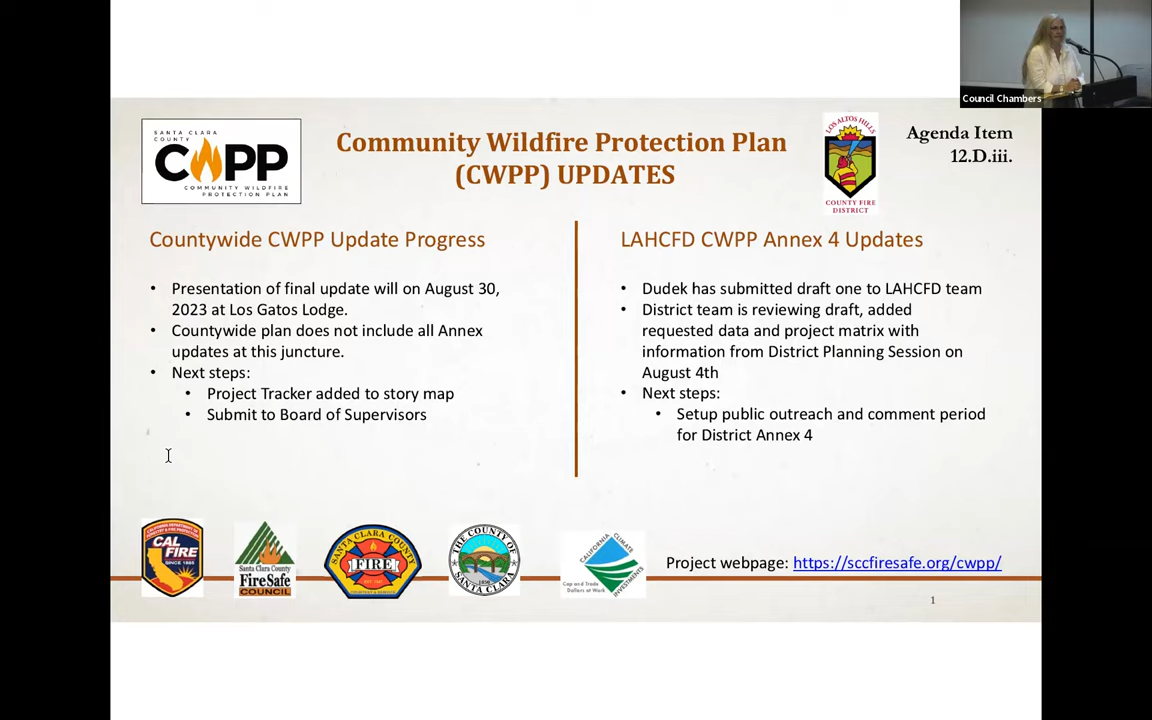 Council Chambers
SANTA CLARA
COUNTY
CWPP
COMMUNITY WILDFIRE
PROTECTION PLAN
Community Wildfire Protection Plan
(CWPP) UPDATES
LOS ALTOS HILLS
COUNTY FIRE
DISTRICT
Agenda Item
12.D.iii.
Countywide CWPP Update Progress
• Presentation of final update will on August 30,
2023 at Los Gatos Lodge.
• Countywide plan does not include all Annex
updates at this juncture.
• Next steps:
• Project Tracker added to story map
• Submit to Board of Supervisors
LAHCFD CWPP Annex 4 Updates
• Dudek has submitted draft one to LAHCFD team
• District team is reviewing draft, added
requested data and project matrix with
information from District Planning Session on
August 4th
• Next steps:
• Setup public outreach and comment period
for District Annex 4
CAL
FIRE
SINCE 1885
Santa Clara County
FireSafe
COUNCIL
SANTA CLARA COUNTY
FIRE
THE COUNTY OF
SANTA CLARA
CALIFORNIA CLIMATE
INVESTMENTS
Cap and Trade
Dollars at Work
Project webpage: https://sccfiresafe.org/cwpp/
1